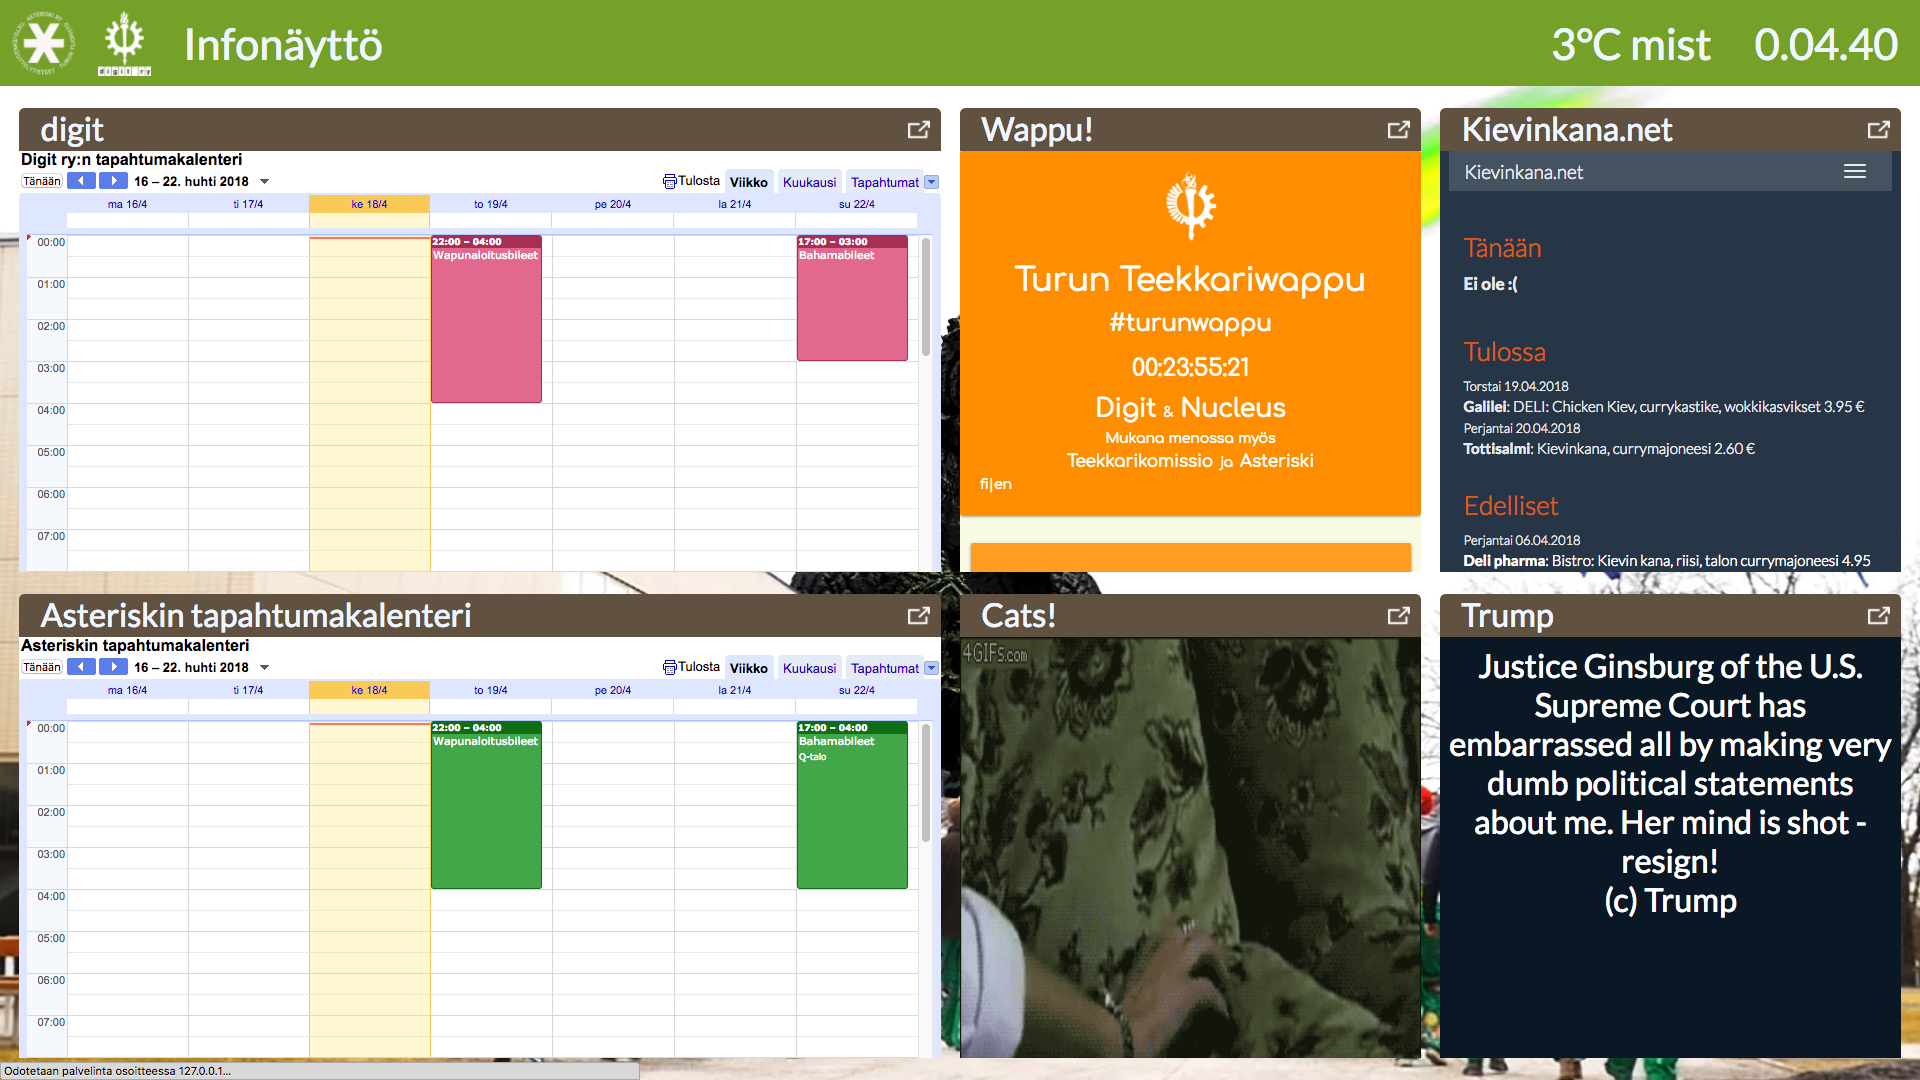 digit ry
Infonäyttö
3°C mist
0.04.40
digit
Digit ry:n tapahtumakalenteri
Tänään
16 – 22. huhti 2018
Tulosta
Viikko
Kuukausi
Tapahtumat
ma 16/4
ti 17/4
ke 18/4
to 19/4
pe 20/4
la 21/4
su 22/4
00:00
01:00
02:00
03:00
04:00
05:00
06:00
07:00
22:00 – 04:00
Wapunaloitusbileet
17:00 – 03:00
Bahamabileet
Wappu!
Turun Teekkariwappu
#turunwappu
00:23:55:21
Digit & Nucleus
Mukana menossa myös
Teekkarikomissio ja Asteriski
fi|en
Kievinkana.net
Kievinkana.net
Tänään
Ei ole :(
Tulossa
Torstai 19.04.2018
Galilei: DELI: Chicken Kiev, currykastike, wokkikasvikset 3.95 €
Perjantai 20.04.2018
Tottisalmi: Kievinkana, currymajoneesi 2.60 €
Edelliset
Perjantai 06.04.2018
Deli pharma: Bistro: Kievin kana, riisi, talon currymajoneesi 4.95
Asteriskin tapahtumakalenteri
Asteriskin tapahtumakalenteri
Tänään
16 – 22. huhti 2018
Tulosta
Viikko
Kuukausi
Tapahtumat
ma 16/4
ti 17/4
ke 18/4
to 19/4
pe 20/4
la 21/4
su 22/4
00:00
01:00
02:00
03:00
04:00
05:00
06:00
07:00
22:00 – 04:00
Wapunaloitusbileet
17:00 – 04:00
Bahamabileet
Q-talo
Cats!
4GIFs.com
Trump
Justice Ginsburg of the U.S.
Supreme Court has
embarrassed all by making very
dumb political statements
about me. Her mind is shot -
resign!
(c) Trump
Odotetaan palvelinta osoitteessa 127.0.0.1...